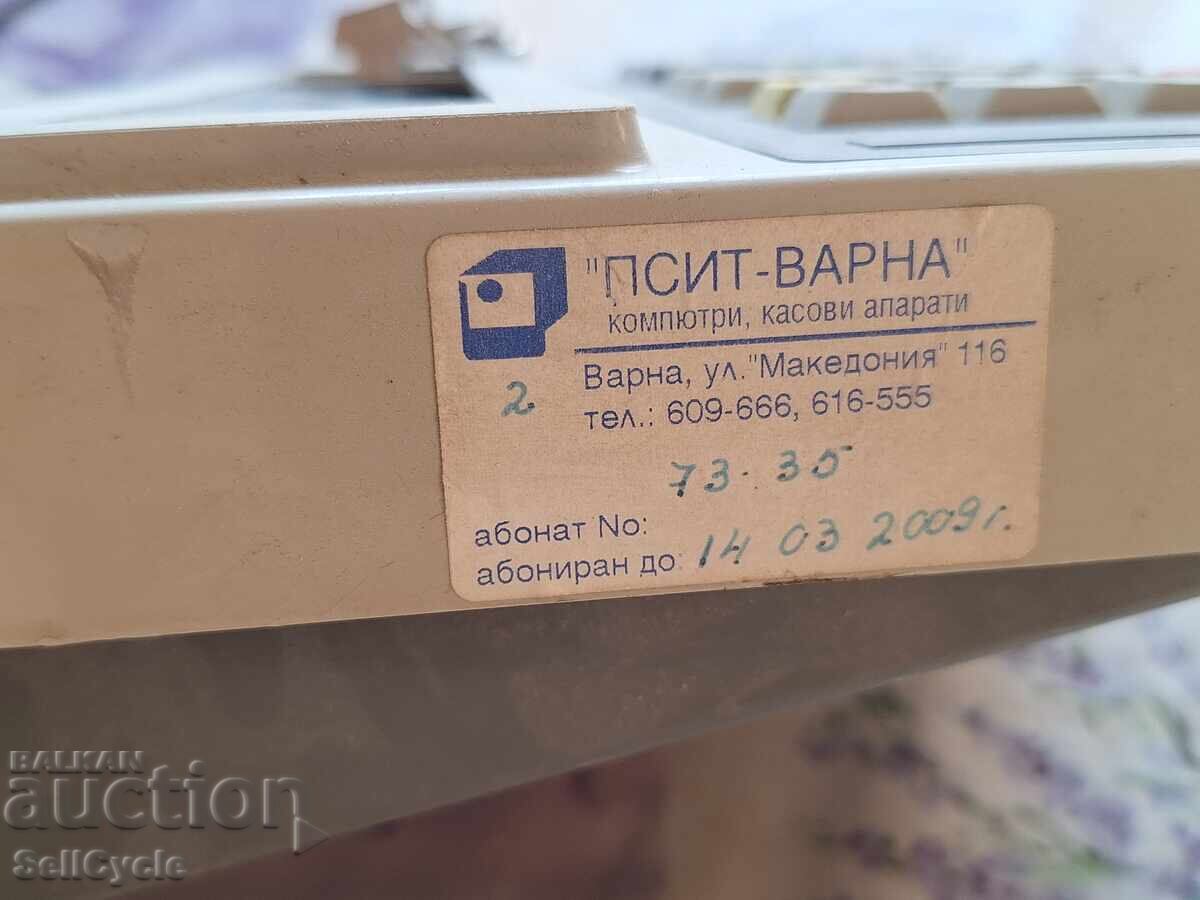 "ПСИТ-ВАРНА"
компютри, касови апарати
Варна, ул."Македония" 116
2
тел.: 609-666, 616-555
73.35
абонат No:
абониран до: 14 03 2009г.
BALKAN
auction
SellCycle